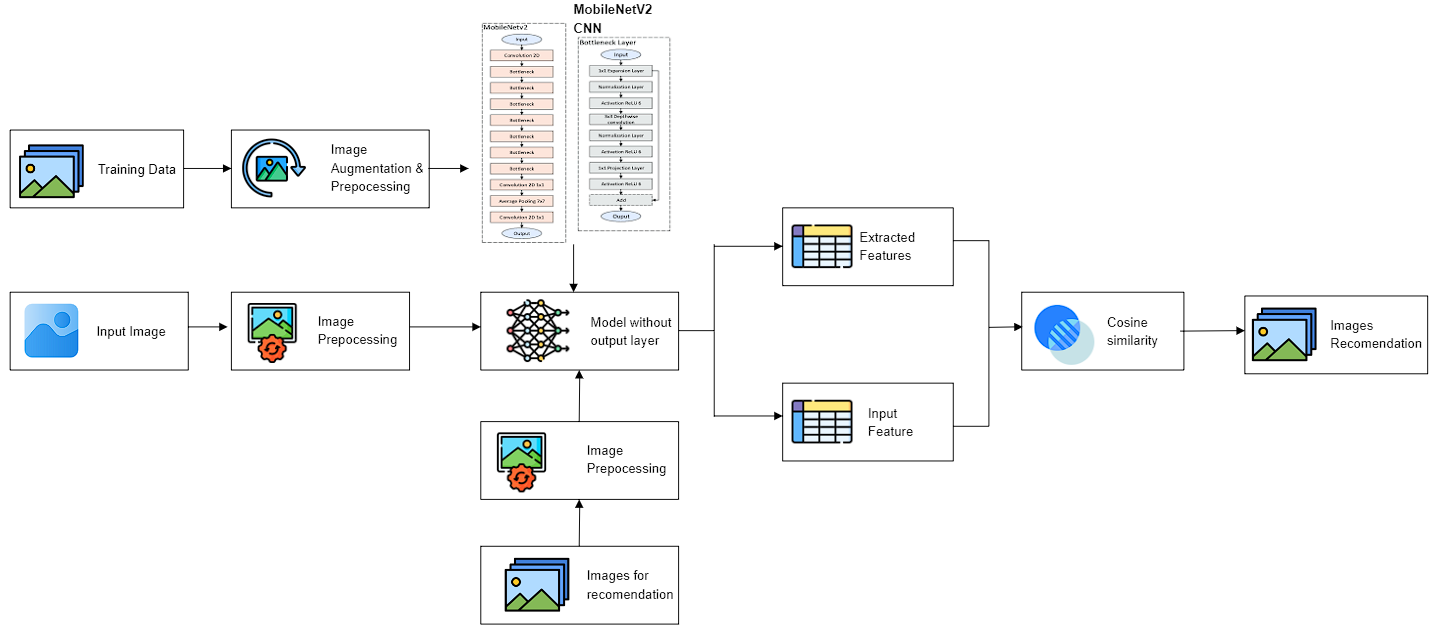 MobileNetV2
CNN
MobileNetv2
Input
Convolution 2D
Bottleneck
Bottleneck
Bottleneck
Bottleneck
Bottleneck
Bottleneck
Bottleneck
Convolution 2D 1x1
Average Pooling 7x7
Convolution 2D 1x1
Output
Bottleneck Layer
Input
1x1 Expansion Layer
Normalization Layer
Activation ReLU 6
3x3 Depthwise
convolution
Normalization Layer
Activation ReLU 6
1x1 Projection Layer
Activation ReLU 6
Add
Ouput
Training Data
Image
Augmentation &
Prepocessing
Input Image
Image
Prepocessing
Model without
output layer
Image
Prepocessing
Images for
recomendation
Extracted
Features
Input
Feature
Cosine
similarity
Images
Recomendation